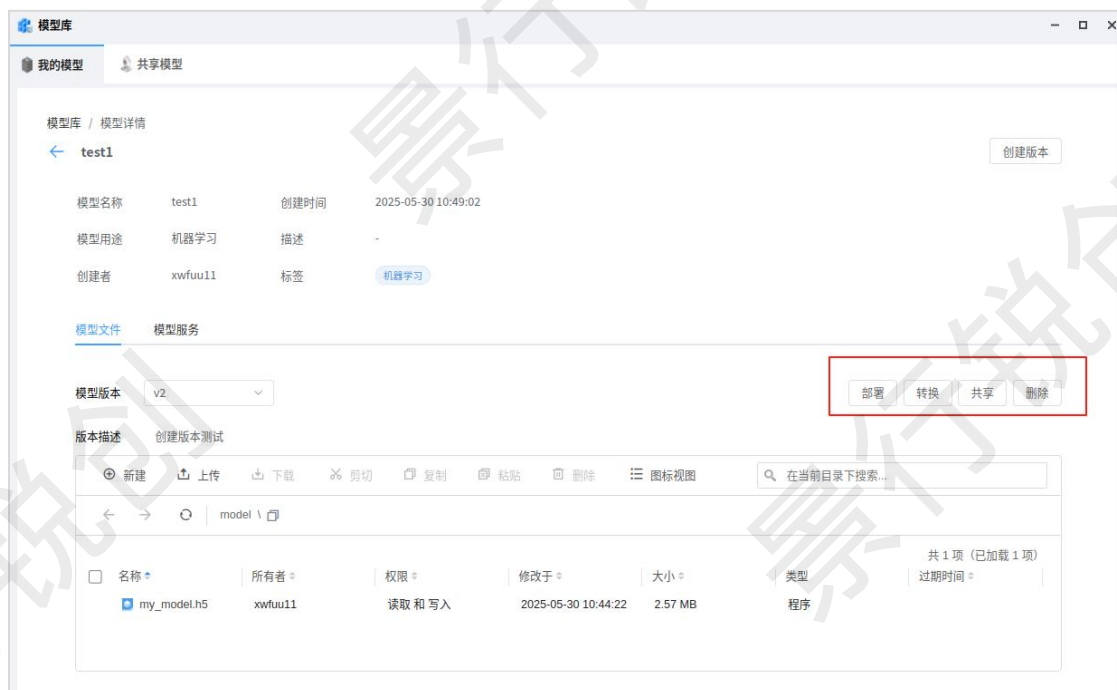 模型库
我的模型 共享模型
模型库 / 模型详情
test1 创建版本
模型名称 test1 创建时间 2025-05-30 10:49:02
模型用途 机器学习 描述 -
创建者 xwfuu11 标签 机器学习
模型文件 模型服务
模型版本 v2 部署 转换 共享 删除
版本描述 创建版本测试
新建 上传 下载 剪切 复制 粘贴 删除 图标视图 在当前目录下搜索...
model \
共 1 项（已加载 1 项）
名称 所有者 权限 修改于 大小 类型 过期时间
my_model.h5 xwfuu11 读取 和 写入 2025-05-30 10:44:22 2.57 MB 程序
景行锐创